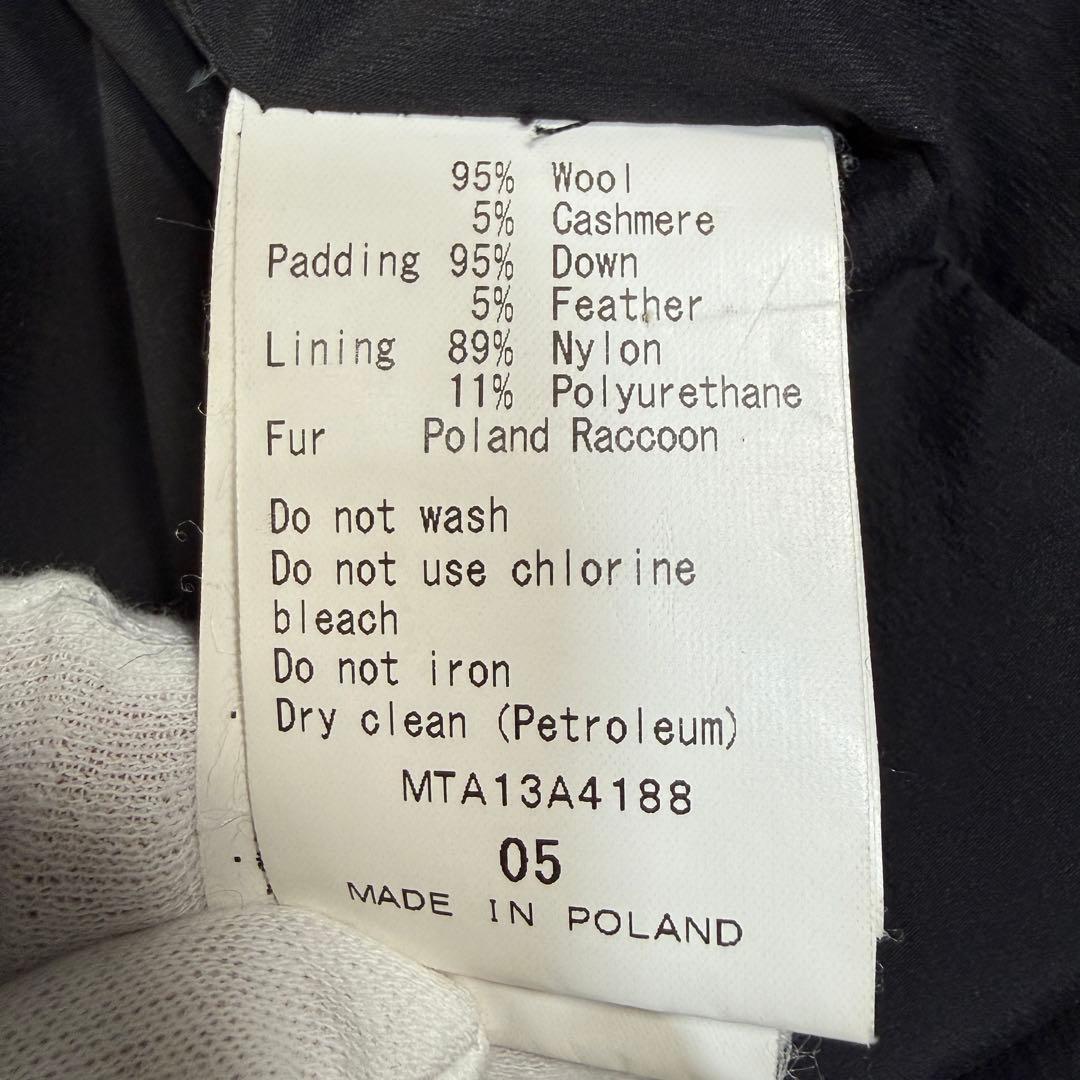 95% Wool
5% Cashmere
Padding 95% Down
5% Feather
Lining 89% Nylon
11% Polyurethane
Fur Poland Raccoon
Do not wash
Do not use chlorine
bleach
Do not iron
Dry clean (Petroleum)
MTA13A4188
05
MADE IN POLAND